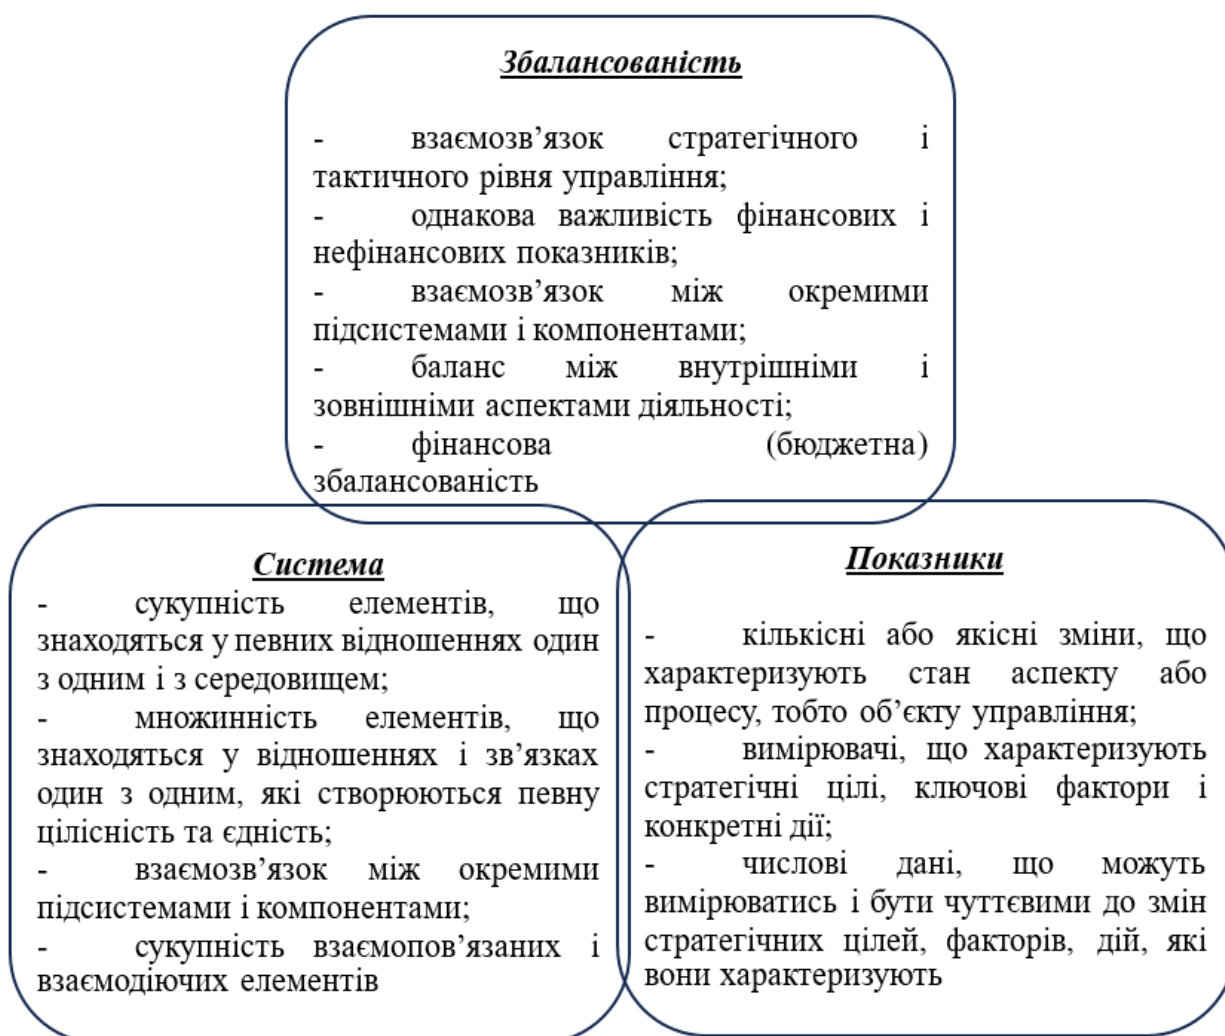 Збалансованість
- взаємозв’язок стратегічного і
тактичного рівня управління;
- однакова важливість фінансових і
нефінансових показників;
- взаємозв’язок між окремими
підсистемами і компонентами;
- баланс між внутрішніми і
зовнішніми аспектами діяльності;
- фінансова (бюджетна)
збалансованість
Система
- сукупність елементів, що
знаходяться у певних відношеннях один
з одним і з середовищем;
- множинність елементів, що
знаходяться у відношеннях і зв’язках
один з одним, які створюються певну
цілісність та єдність;
- взаємозв’язок між окремими
підсистемами і компонентами;
- сукупність взаємопов’язаних і
взаємодіючих елементів
Показники
- кількісні або якісні зміни, що
характеризують стан аспекту або
процесу, тобто об’єкту управління;
- вимірювачі, що характеризують
стратегічні цілі, ключові фактори і
конкретні дії;
- числові дані, що можуть
вимірюватись і бути чуттєвими до змін
стратегічних цілей, факторів, дій, які
вони характеризують